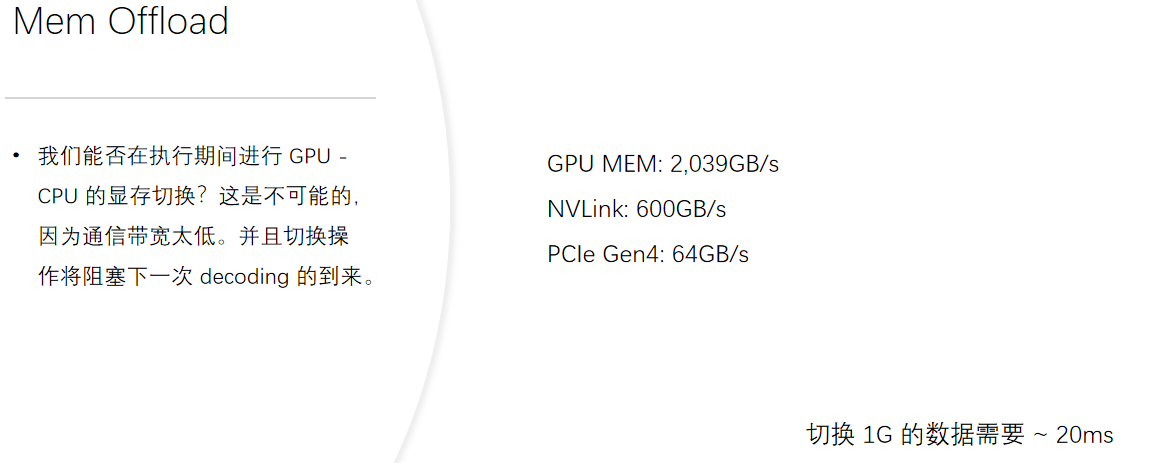 Mem Offload
• 我们能否在执行期间进行 GPU -
CPU 的显存切换？这是不可能的，
因为通信带宽太低。并且切换操
作将阻塞下一次 decoding 的到来。
GPU MEM: 2,039GB/s
NVLink: 600GB/s
PCIe Gen4: 64GB/s
切换 1G 的数据需要 ~ 20ms